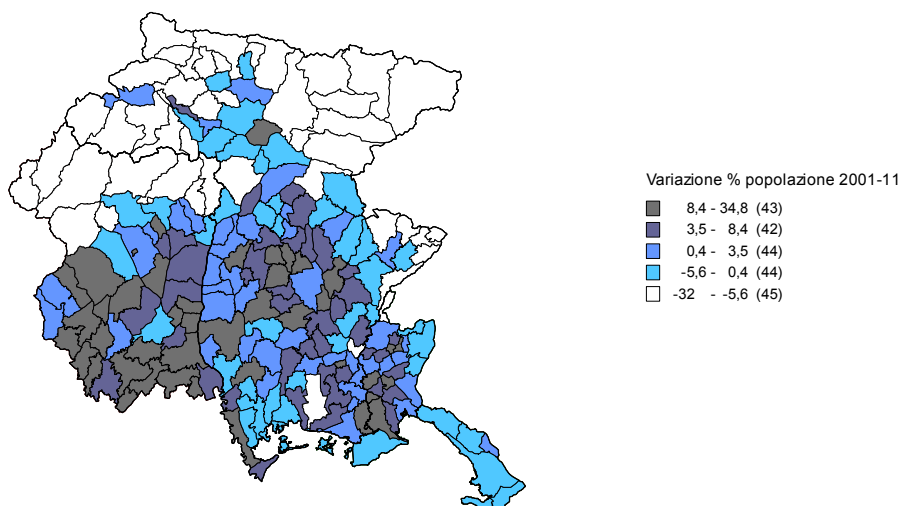 Variazione % popolazione 2001-11
8,4 - 34,8 (43)
3,5 - 8,4 (42)
0,4 - 3,5 (44)
-5,6 - 0,4 (44)
-32 - -5,6 (45)